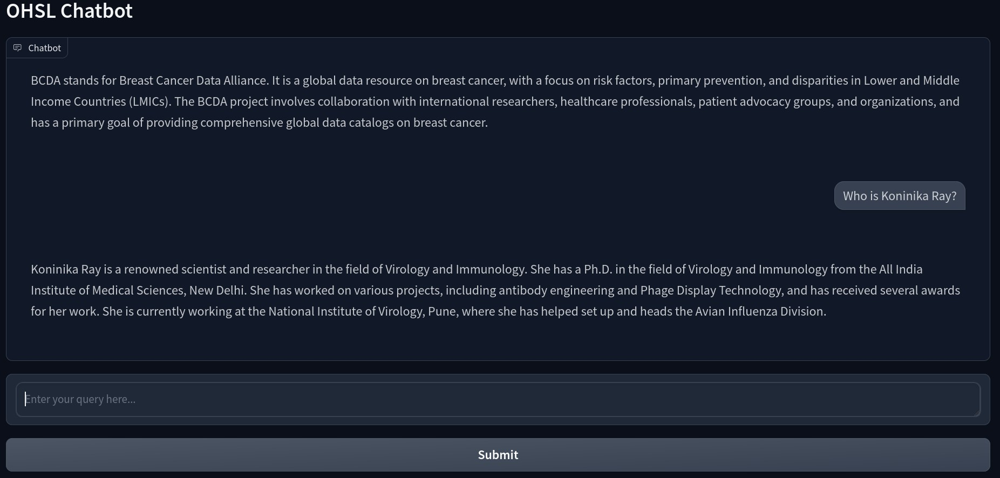 OHSL Chatbot
Chatbot
BCDA stands for Breast Cancer Data Alliance. It is a global data resource on breast cancer, with a focus on risk factors, primary prevention, and disparities in Lower and Middle
Income Countries (LMICs). The BCDA project involves collaboration with international researchers, healthcare professionals, patient advocacy groups, and organizations, and
has a primary goal of providing comprehensive global data catalogs on breast cancer.
Who is Koninika Ray?
Koninika Ray is a renowned scientist and researcher in the field of Virology and Immunology. She has a Ph.D. in the field of Virology and Immunology from the All India
Institute of Medical Sciences, New Delhi. She has worked on various projects, including antibody engineering and Phage Display Technology, and has received several awards
for her work. She is currently working at the National Institute of Virology, Pune, where she has helped set up and heads the Avian Influenza Division.
Enter your query here...
Submit